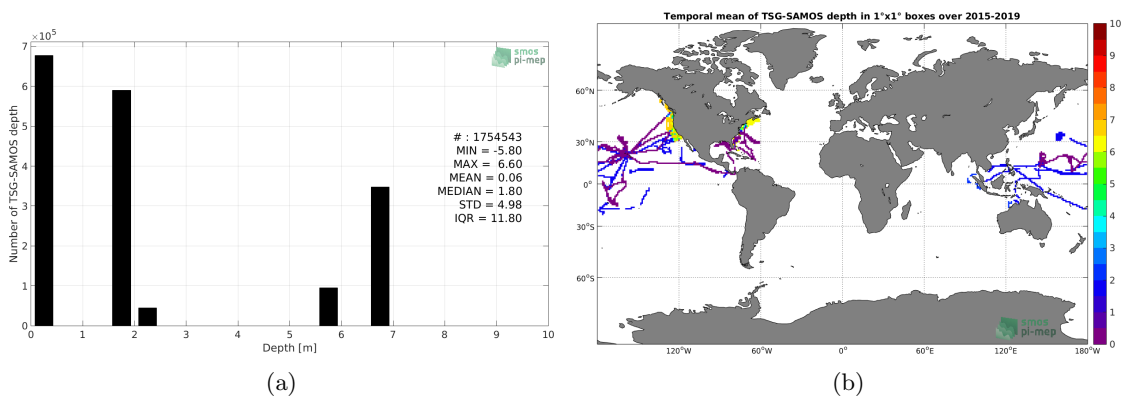 ×10⁵
7
6
5
4
3
2
1
0
Number of TSG-SAMOS depth
smos
pi-mep
# : 1754543
MIN = -5.80
MAX = 6.60
MEAN = 0.06
MEDIAN = 1.80
STD = 4.98
IQR = 11.80
0 1 2 3 4 5 6 7 8 9 10
Depth [m]
(a)
Temporal mean of TSG-SAMOS depth in 1°x1° boxes over 2015-2019
60°N
30°N
0°
30°S
60°S
120°W 60°W 0° 60°E 120°E 180°W
smos
pi-mep
10
9
8
7
6
5
4
3
2
1
0
(b)